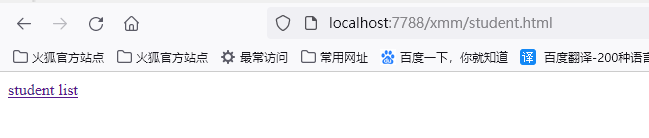 localhost:7788/xmm/student.html
火狐官方站点 火狐官方站点 最常访问 常用网址 百度一下，你就知道 译 百度翻译-200种语言
student list